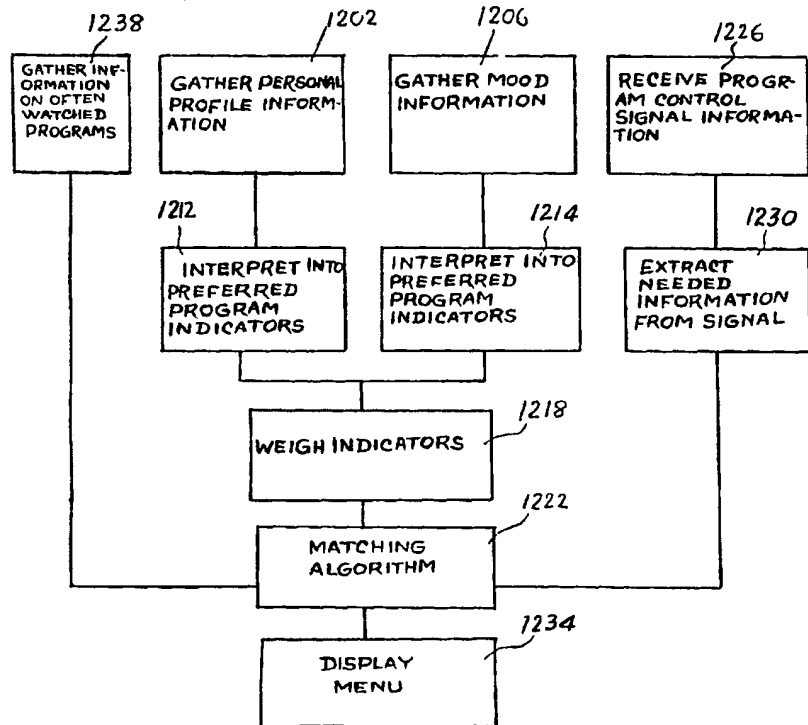 1238
GATHER INF-
ORMATION
ON OFTEN
WATCHED
PROGRAMS
1202
GATHER PERSONAL
PROFILE INFORM-
ATION
1206
GATHER MOOD
INFORMATION
1226
RECEIVE PROGR-
AM CONTROL
SIGNAL INFORMA-
TION
1212
INTERPRET INTO
PREFERRED
PROGRAM
INDICATORS
1214
INTERPRET INTO
PREFERRED
PROGRAM
INDICATORS
1230
EXTRACT
NEEDED
INFORMATION
FROM SIGNAL
1218
WEIGH INDICATORS
1222
MATCHING
ALGORITHM
1234
DISPLAY
MENU